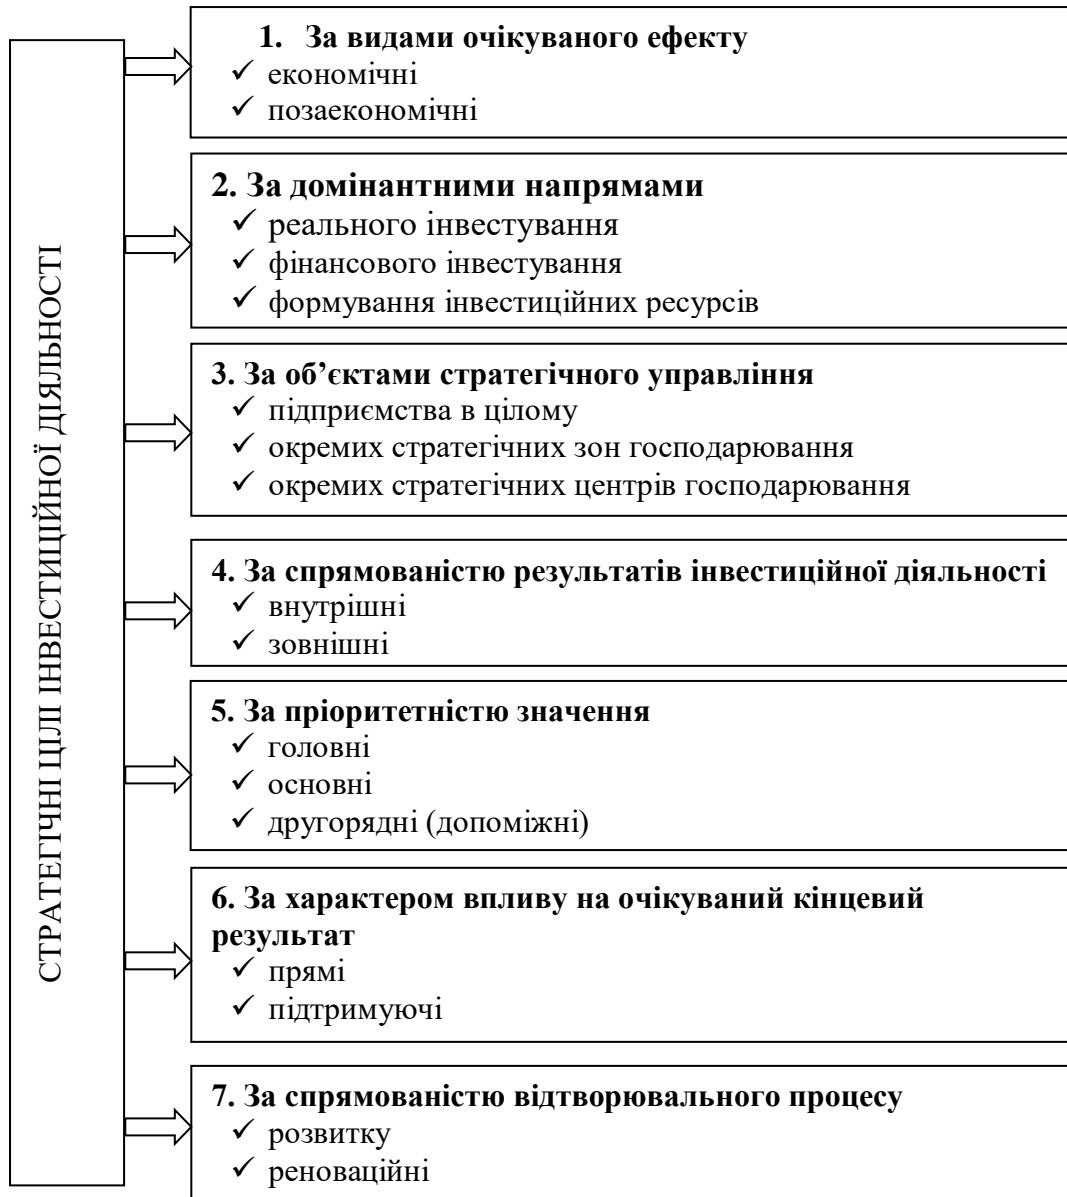 СТРАТЕГІЧНІ ЦІЛІ ІНВЕСТИЦІЙНОЇ ДІЯЛЬНОСТІ
1. За видами очікуваного ефекту
✓ економічні
✓ позаекономічні
2. За домінантними напрямами
✓ реального інвестування
✓ фінансового інвестування
✓ формування інвестиційних ресурсів
3. За об’єктами стратегічного управління
✓ підприємства в цілому
✓ окремих стратегічних зон господарювання
✓ окремих стратегічних центрів господарювання
4. За спрямованістю результатів інвестиційної діяльності
✓ внутрішні
✓ зовнішні
5. За пріоритетністю значення
✓ головні
✓ основні
✓ другорядні (допоміжні)
6. За характером впливу на очікуваний кінцевий
результат
✓ прямі
✓ підтримуючі
7. За спрямованістю відтворювального процесу
✓ розвитку
✓ реноваційні